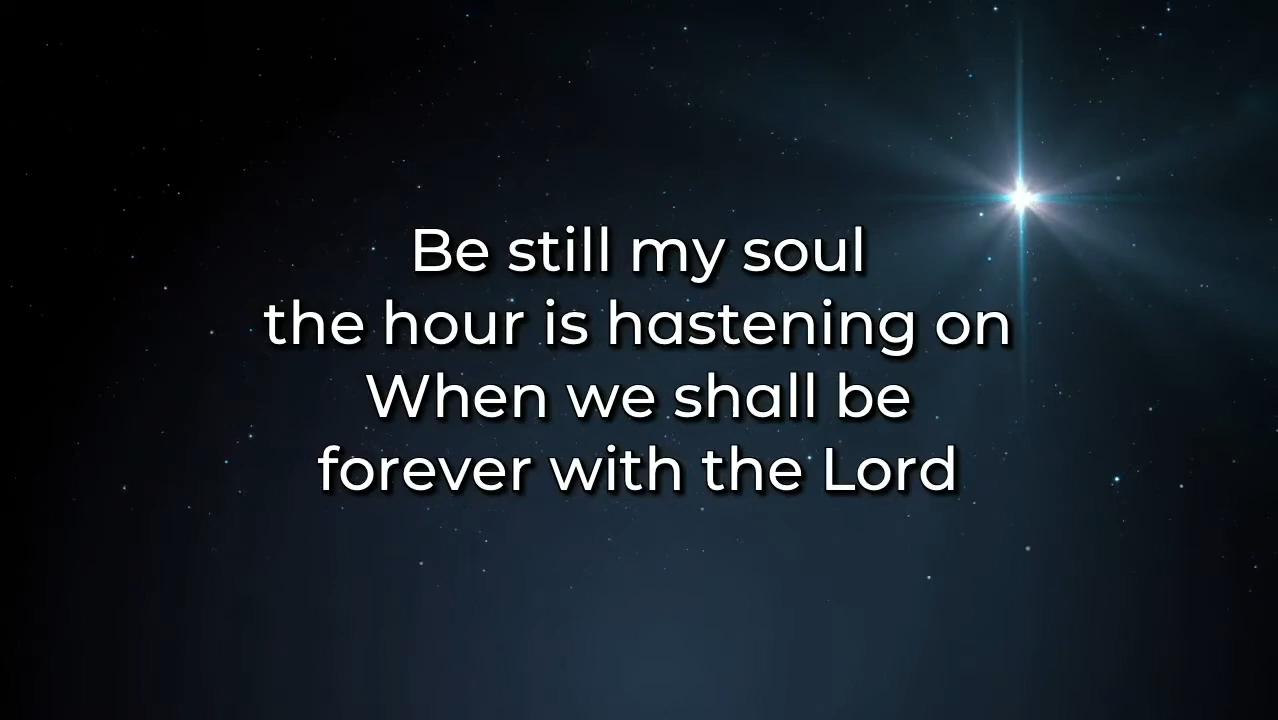 Be still my soul
the hour is hastening on
When we shall be
forever with the Lord